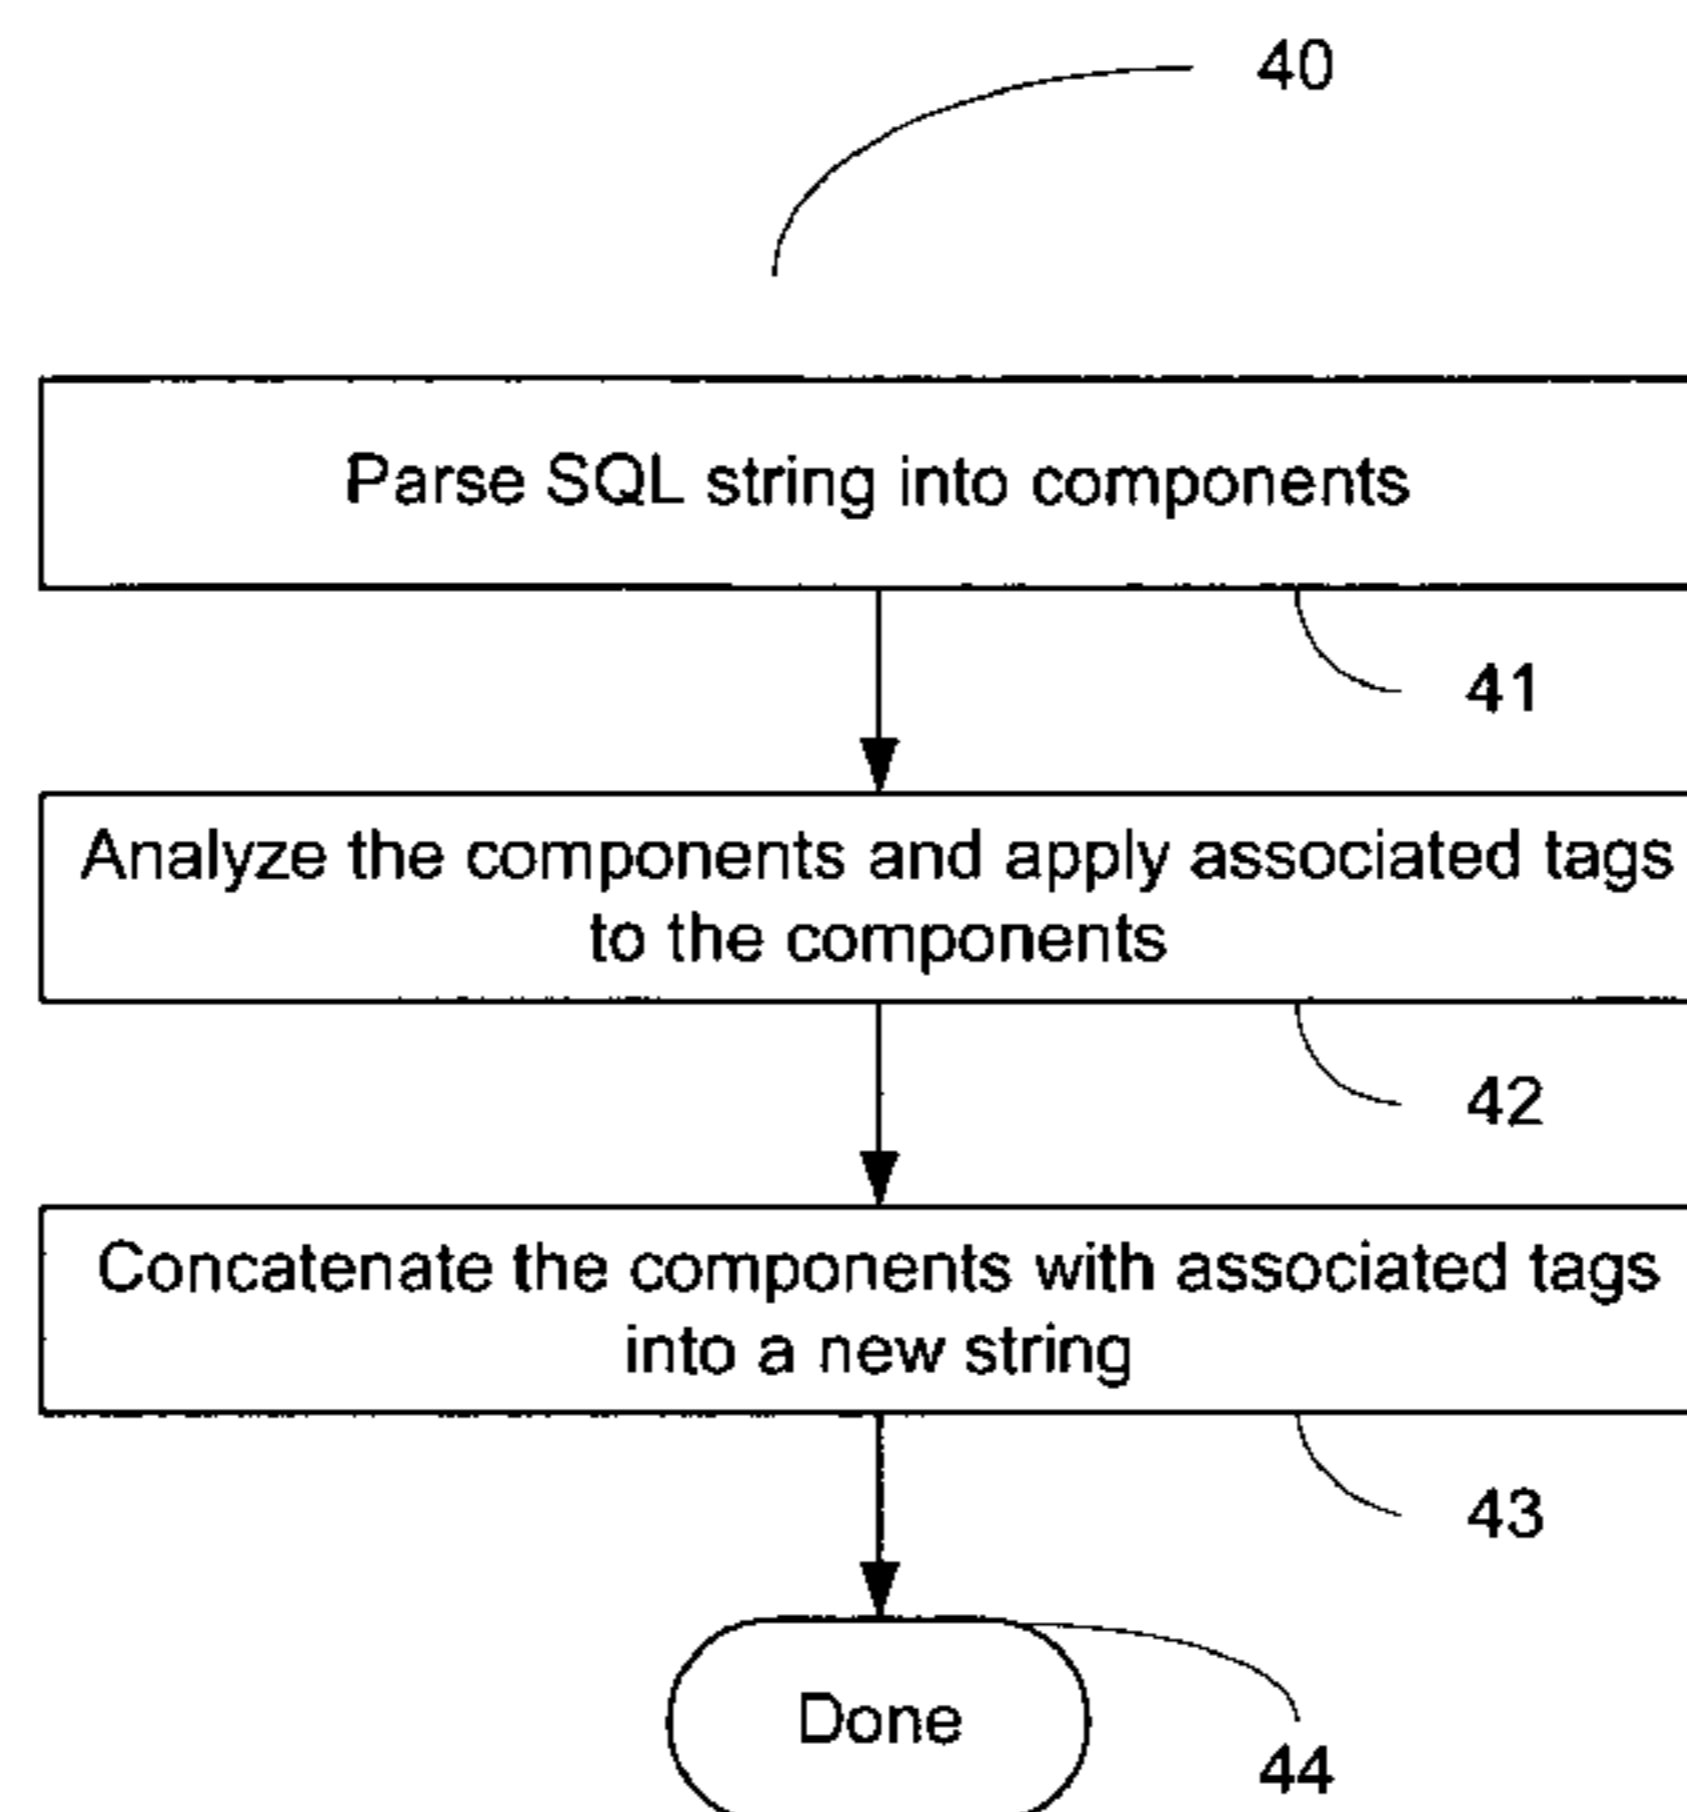 40
Parse SQL string into components
41
Analyze the components and apply associated tags
to the components
42
Concatenate the components with associated tags
into a new string
43
Done
44